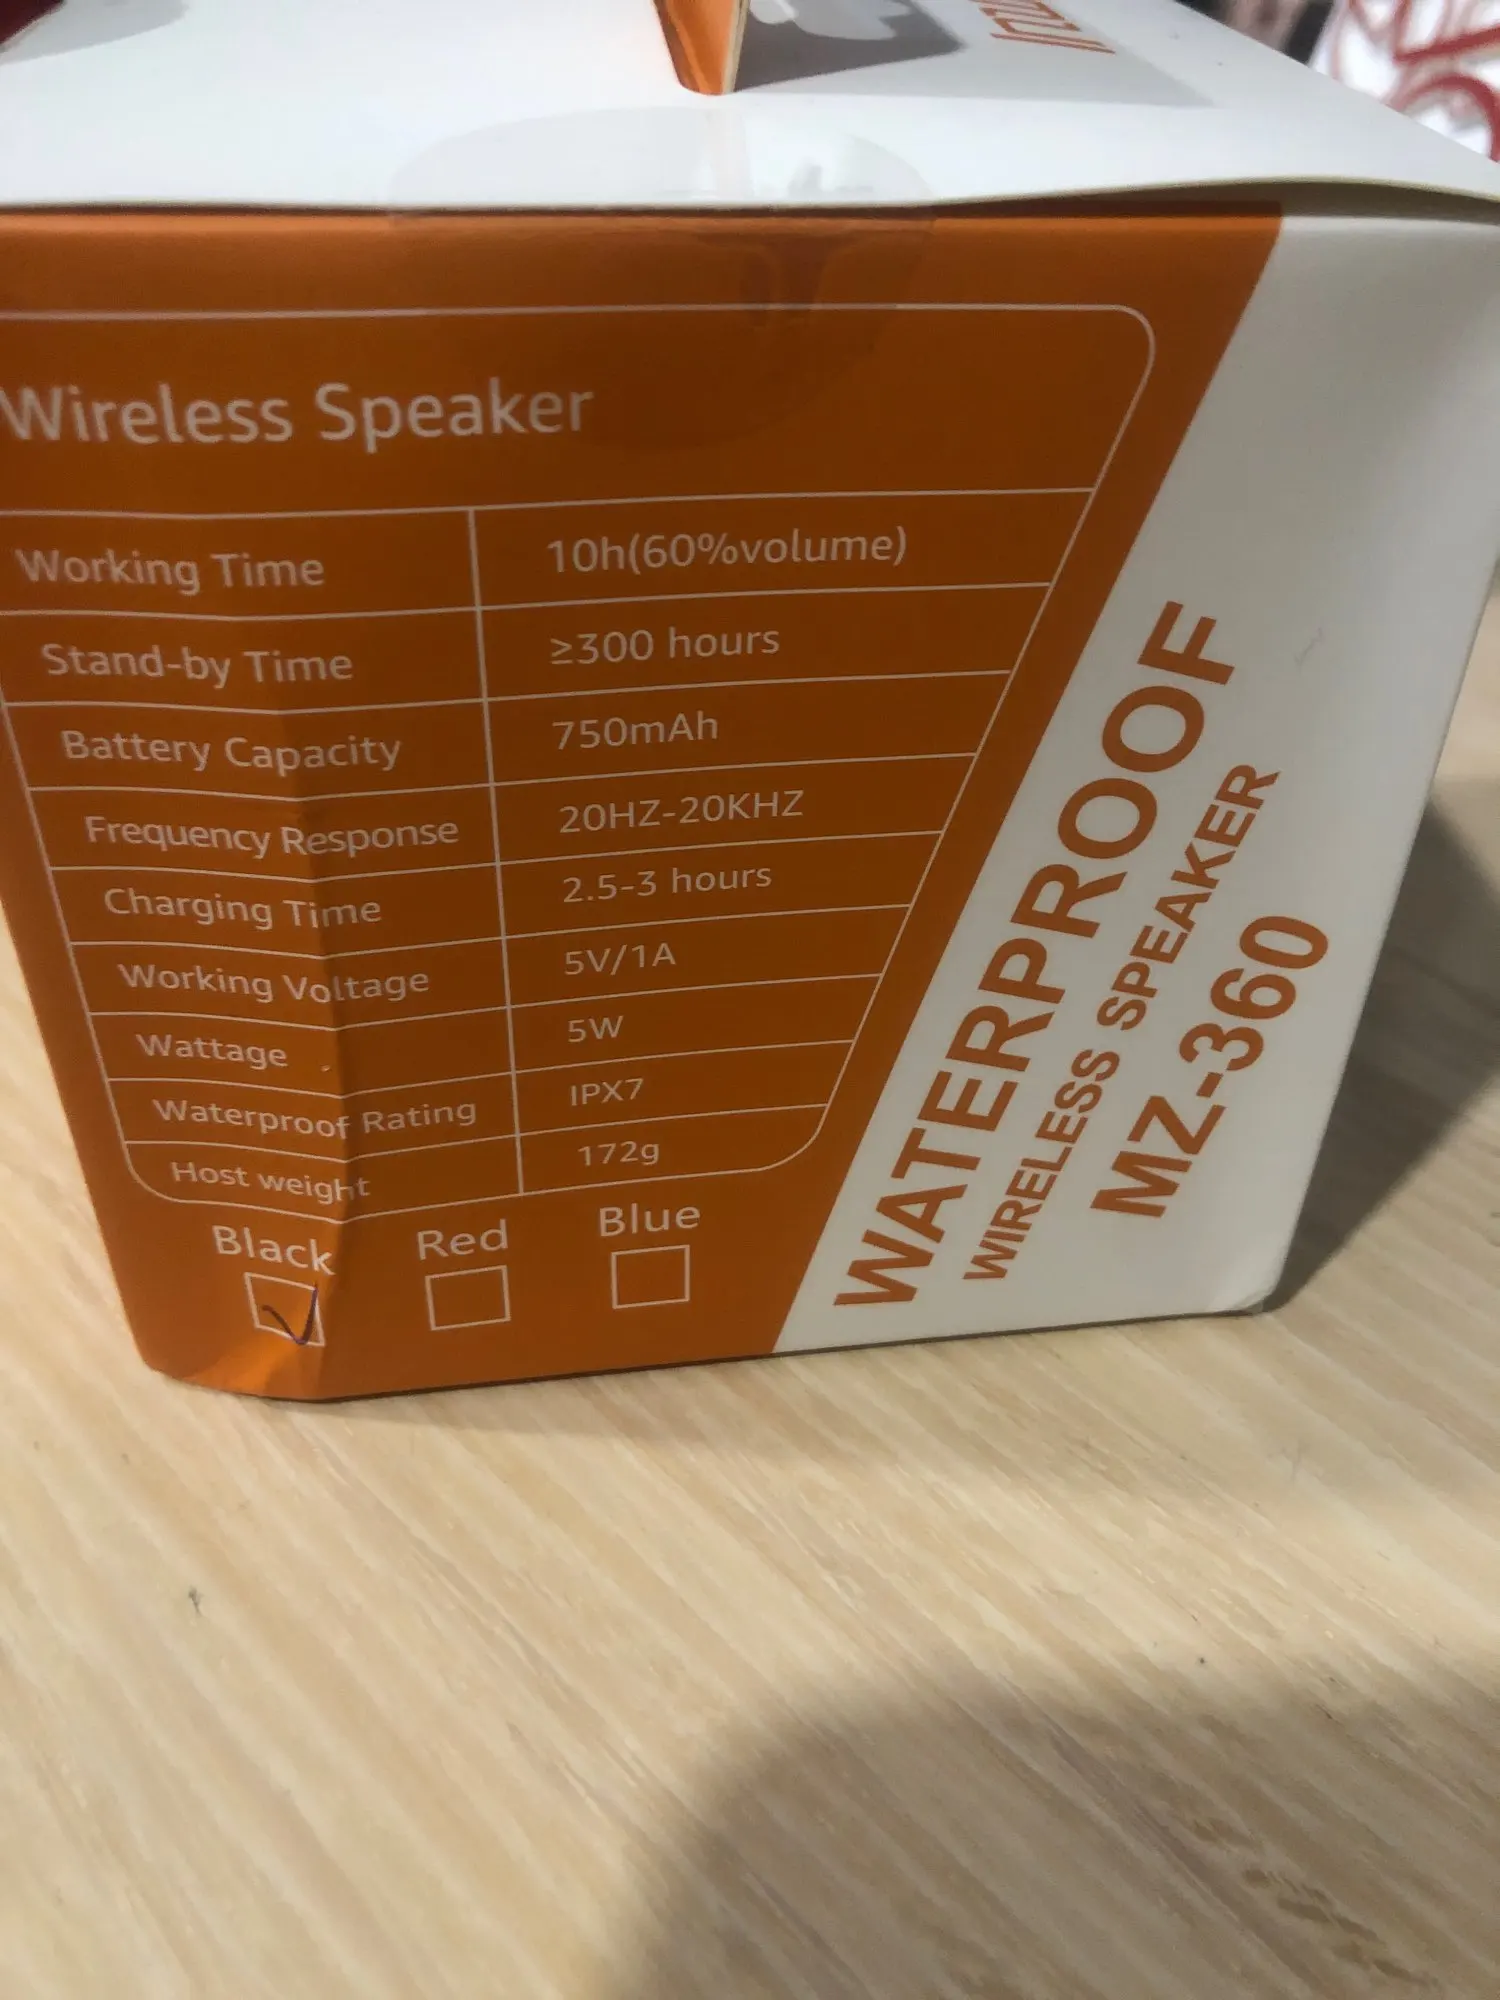 Wireless Speaker
Working Time 10h(60%volume)
Stand-by Time ≥300 hours
Battery Capacity 750mAh
Frequency Response 20HZ-20KHZ
Charging Time 2.5-3 hours
Working Voltage 5V/1A
Wattage 5W
Waterproof Rating IPX7
Host weight 172g
Black Red Blue
WATERPROOF
WIRELESS SPEAKER
MZ-360